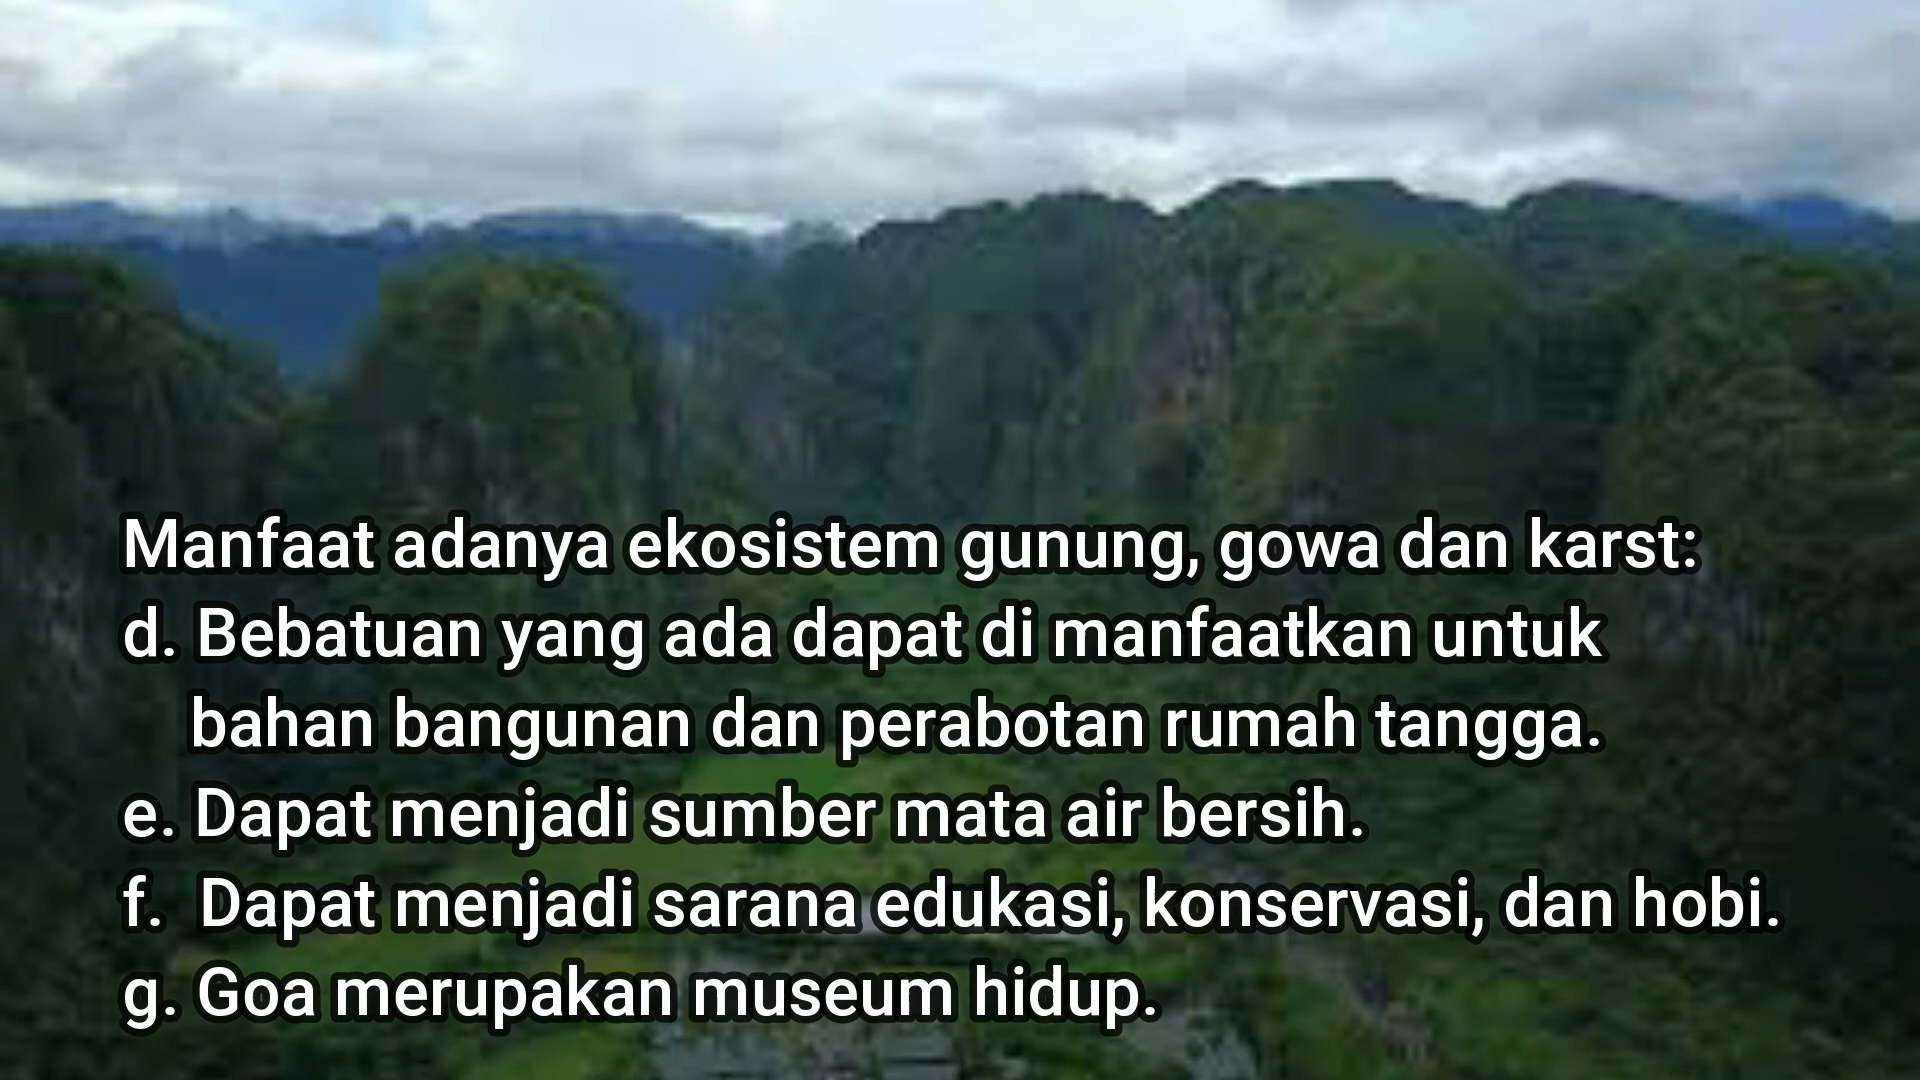 Manfaat adanya ekosistem gunung, gowa dan karst:
d. Bebatuan yang ada dapat di manfaatkan untuk
bahan bangunan dan perabotan rumah tangga.
e. Dapat menjadi sumber mata air bersih.
f. Dapat menjadi sarana edukasi, konservasi, dan hobi.
g. Goa merupakan museum hidup.